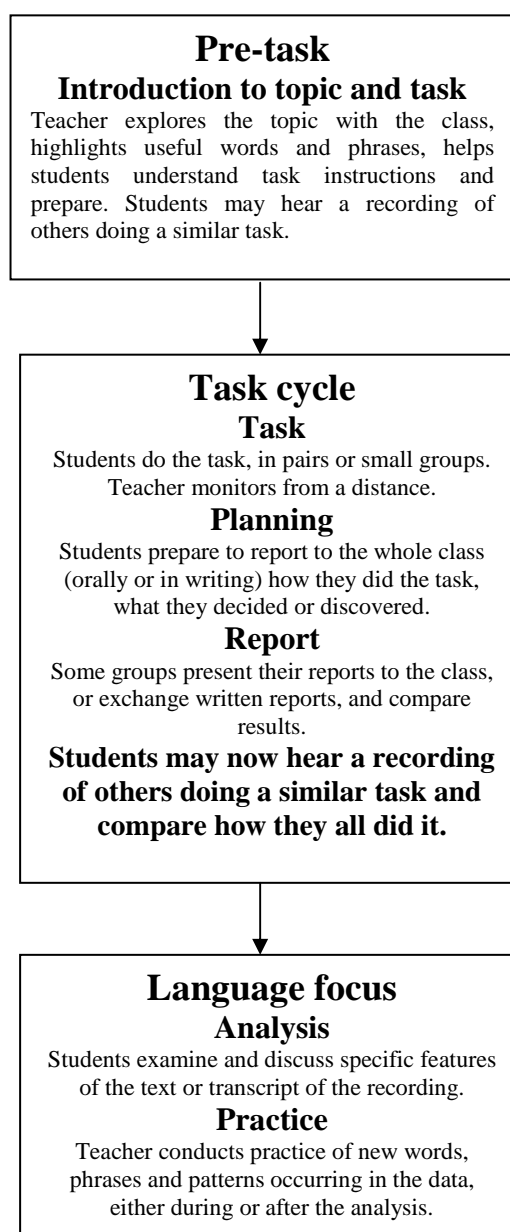 Pre-task
Introduction to topic and task
Teacher explores the topic with the class,
highlights useful words and phrases, helps
students understand task instructions and
prepare. Students may hear a recording of
others doing a similar task.
Task cycle
Task
Students do the task, in pairs or small groups.
Teacher monitors from a distance.
Planning
Students prepare to report to the whole class
(orally or in writing) how they did the task,
what they decided or discovered.
Report
Some groups present their reports to the class,
or exchange written reports, and compare
results.
Students may now hear a recording
of others doing a similar task and
compare how they all did it.
Language focus
Analysis
Students examine and discuss specific features
of the text or transcript of the recording.
Practice
Teacher conducts practice of new words,
phrases and patterns occurring in the data,
either during or after the analysis.